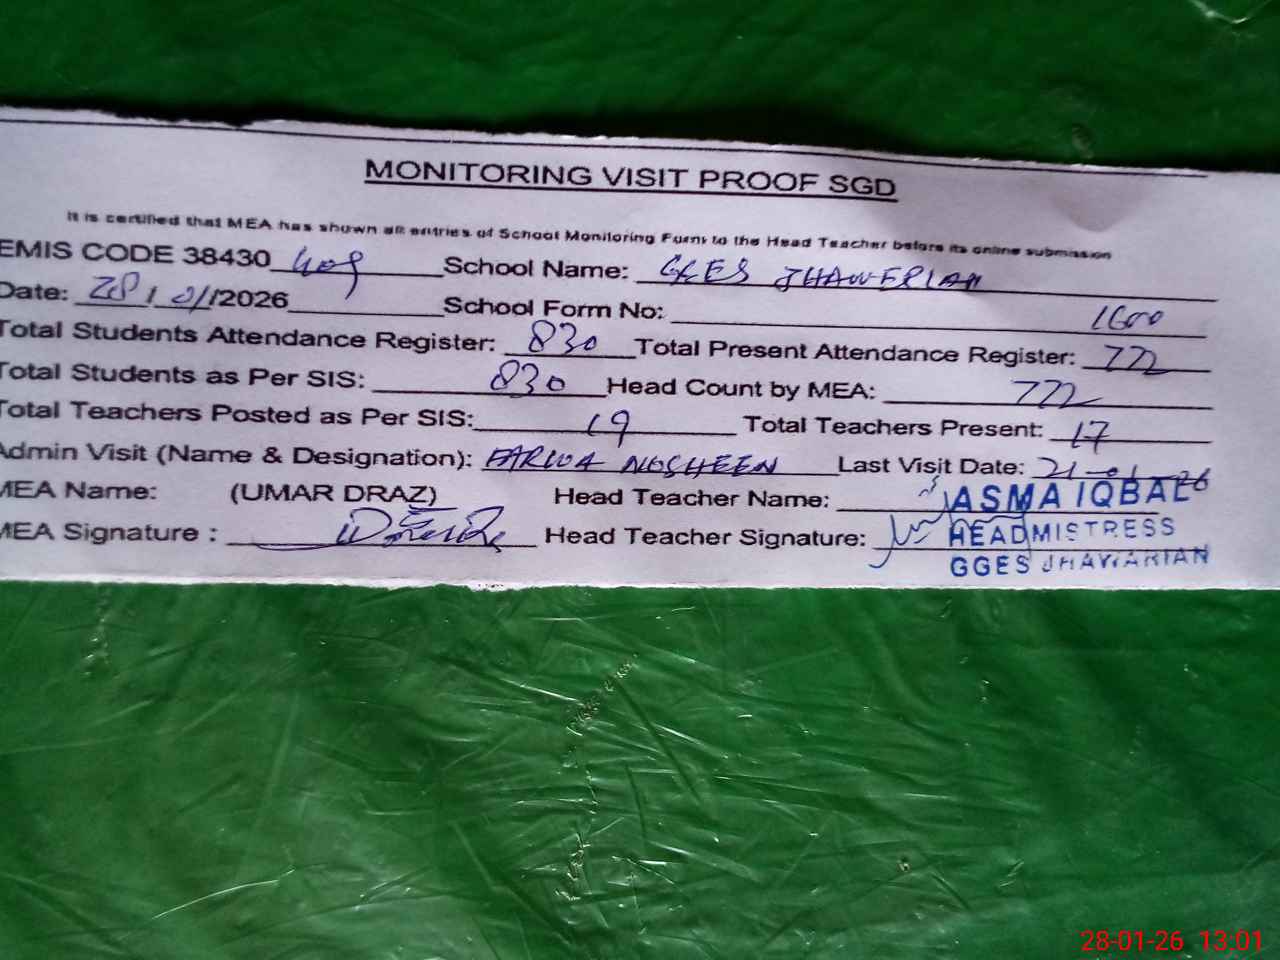 MONITORING VISIT PROOF SGD
It is certified that MEA has shown all entries of School Monitoring Form to the Head Teacher before its online submission
EMIS CODE 38430 409 School Name: GGES JHAWERIAN
Date: 28/01/2026 School Form No: 1600
Total Students Attendance Register: 830 Total Present Attendance Register: 772
Total Students as Per SIS: 830 Head Count by MEA: 772
Total Teachers Posted as Per SIS: 19 Total Teachers Present: 17
Admin Visit (Name & Designation): FARWA NOSHEEN Last Visit Date: 21-01-26
MEA Name: (UMAR DRAZ) Head Teacher Name: ASMA IQBAL
MEA Signature : Head Teacher Signature: HEADMISTRESS
GGES JHAWARIAN
28-01-26 13:01